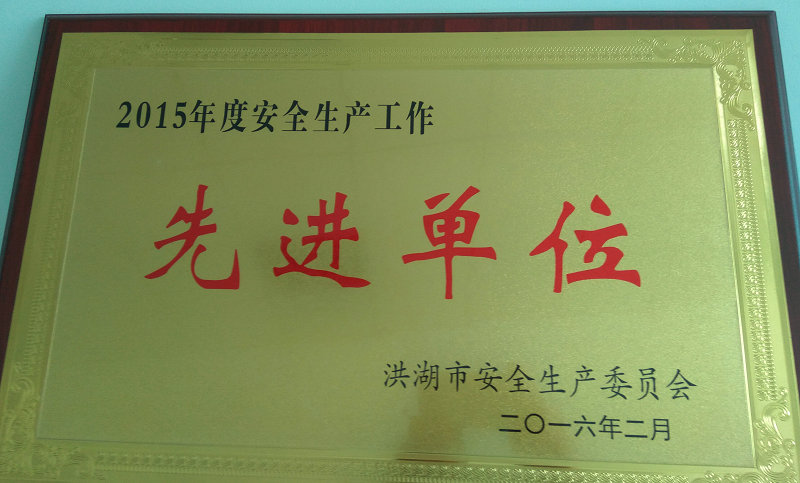 2015年度安全生产工作
先进单位
洪湖市安全生产委员会
二〇一六年二月